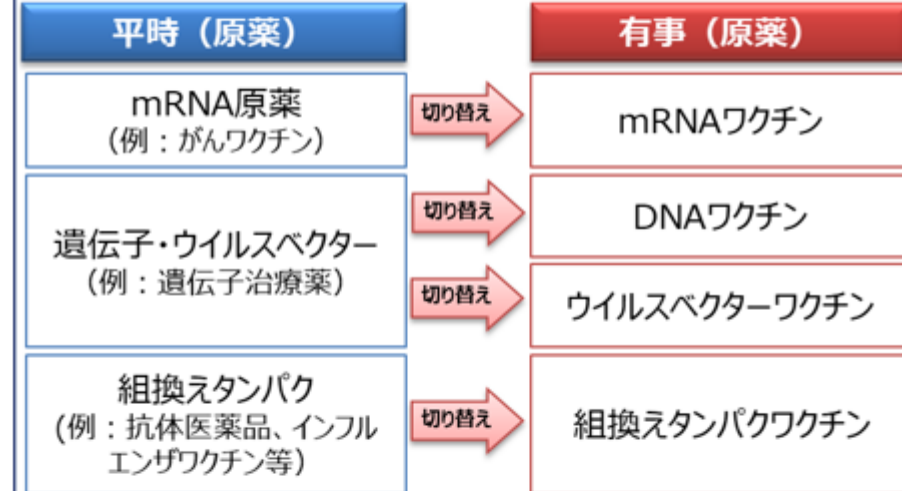 平時（原薬）
有事（原薬）
mRNA原薬
（例：がんワクチン）
切り替え
mRNAワクチン
遺伝子・ウイルスベクター
（例：遺伝子治療薬）
切り替え
DNAワクチン
切り替え
ウイルスベクターワクチン
組換えタンパク
(例：抗体医薬品、インフル
エンザワクチン等）
切り替え
組換えタンパクワクチン